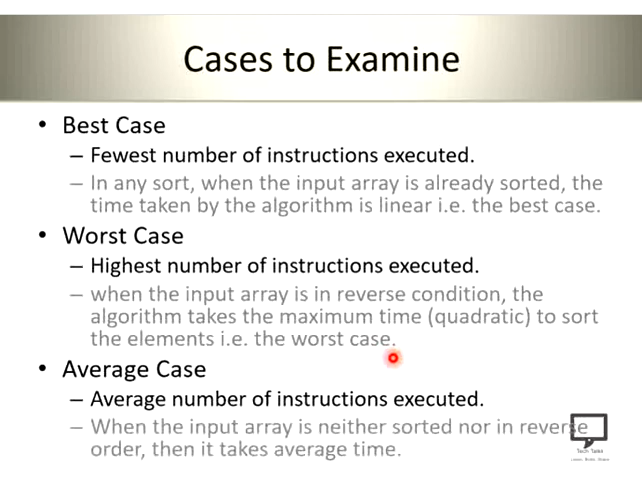 Cases to Examine
• Best Case
– Fewest number of instructions executed.
– In any sort, when the input array is already sorted, the
time taken by the algorithm is linear i.e. the best case.
• Worst Case
– Highest number of instructions executed.
– when the input array is in reverse condition, the
algorithm takes the maximum time (quadratic) to sort
the elements i.e. the worst case.
• Average Case
– Average number of instructions executed.
– When the input array is neither sorted nor in reverse
order, then it takes average time.
Tech Talks